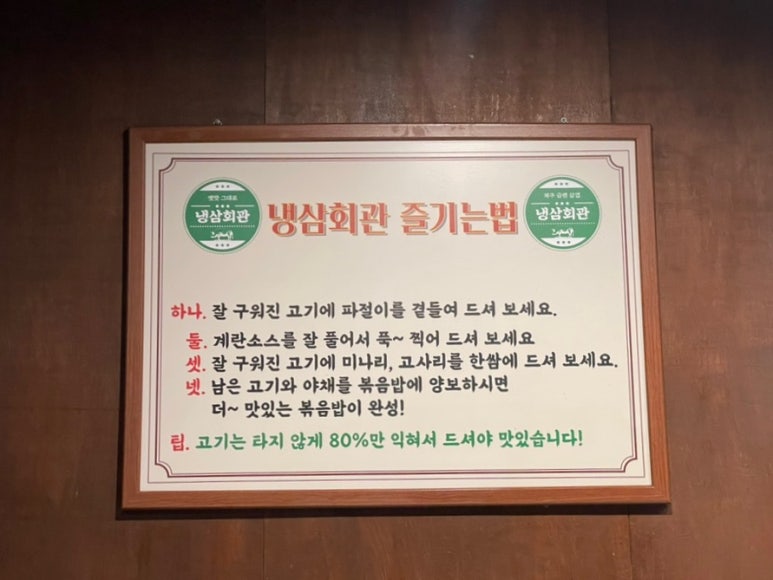 옛맛 그대로
냉삼회관
냉삼회관 즐기는법
냉삼회관
하나. 잘 구워진 고기에 파절이를 곁들여 드셔 보세요.
둘. 계란소스를 잘 풀어서 푹~ 찍어 드셔 보세요
셋. 잘 구워진 고기에 미나리, 고사리를 한쌈에 드셔 보세요.
넷. 남은 고기와 야채를 볶음밥에 양보하시면
더~ 맛있는 볶음밥이 완성!
팁. 고기는 타지 않게 80%만 익혀서 드셔야 맛있습니다!